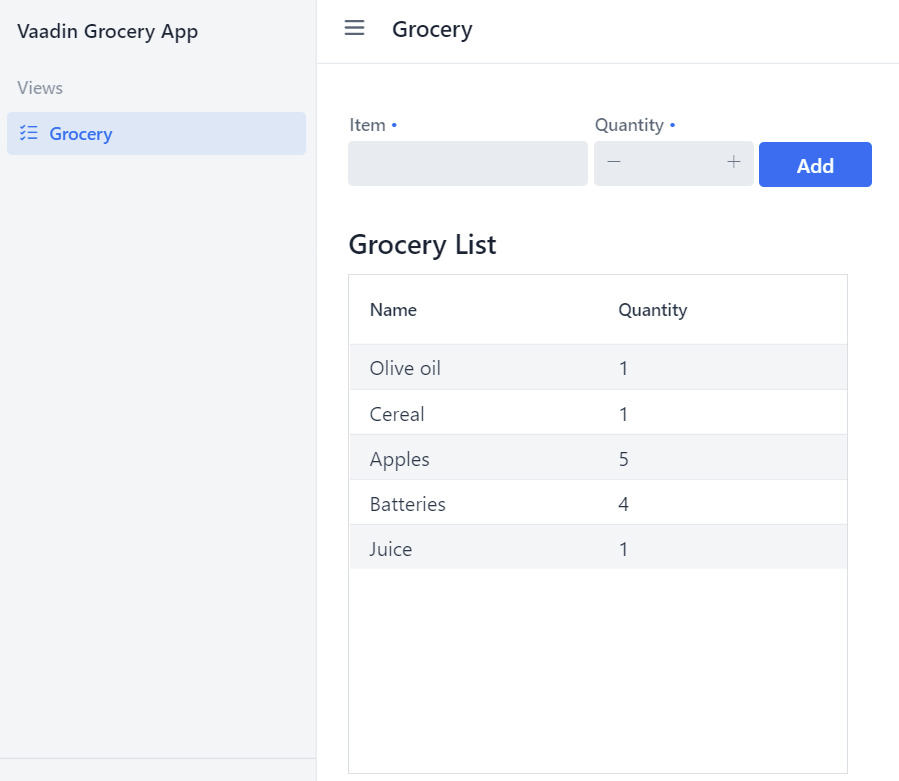 Vaadin Grocery App
Grocery
Views
Grocery
Item •
Quantity •
Add
Grocery List
Name Quantity
Olive oil 1
Cereal 1
Apples 5
Batteries 4
Juice 1